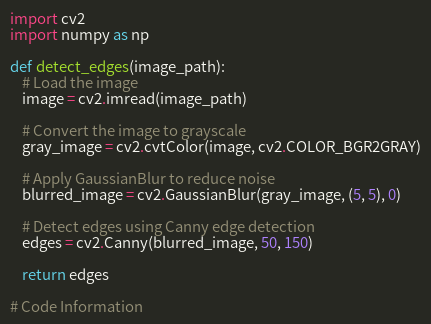 import cv2
import numpy as np

def detect_edges(image_path):
    # Load the image
    image = cv2.imread(image_path)

    # Convert the image to grayscale
    gray_image = cv2.cvtColor(image, cv2.COLOR_BGR2GRAY)

    # Apply GaussianBlur to reduce noise
    blurred_image = cv2.GaussianBlur(gray_image, (5, 5), 0)

    # Detect edges using Canny edge detection
    edges = cv2.Canny(blurred_image, 50, 150)

    return edges

# Code Information